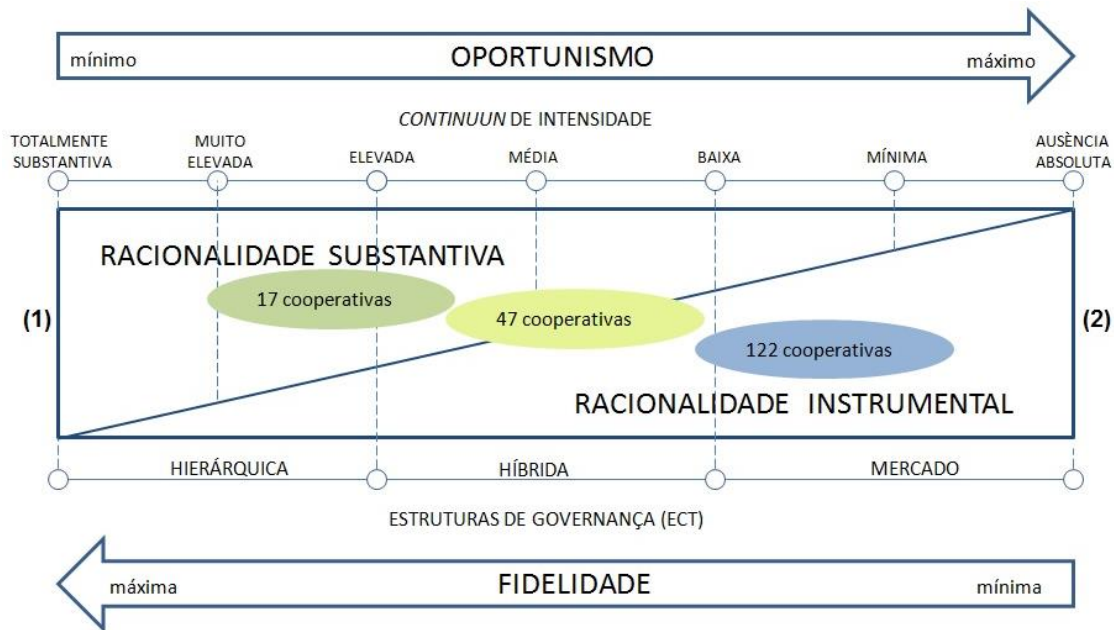 OPORTUNISMO
mínimo
máximo
CONTINUUN DE INTENSIDADE
TOTALMENTE
SUBSTANTIVA
MUITO
ELEVADA
ELEVADA
MÉDIA
BAIXA
MÍNIMA
AUSÈNCIA
ABSOLUTA
RACIONALIDADE SUBSTANTIVA
17 cooperativas
(1)
47 cooperativas
(2)
122 cooperativas
RACIONALIDADE INSTRUMENTAL
HIERÁRQUICA
HÍBRIDA
MERCADO
ESTRUTURAS DE GOVERNANÇA (ECT)
máxima
FIDELIDADE
mínima